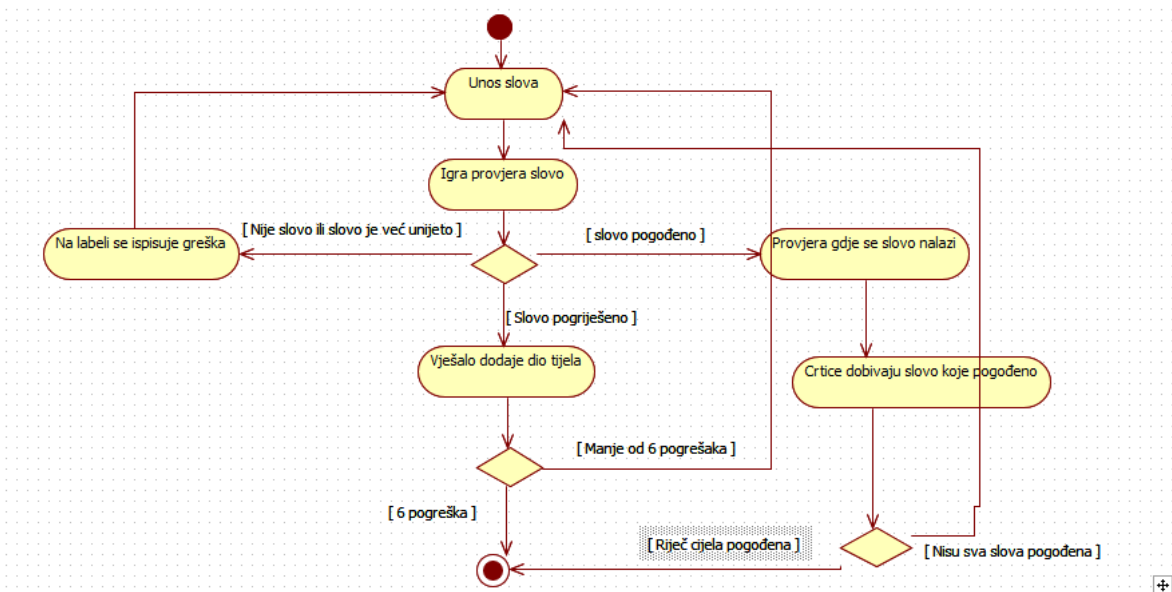 Unos slova
Igra provjera slovo
[ Nije slovo ili slovo je već unijeto ]
[ slovo pogođeno ]
Na labeli se ispisuje greška
Provjera gdje se slovo nalazi
[ Slovo pogriješeno ]
Vješalo dodaje dio tijela
Crtice dobivaju slovo koje pogođeno
[ Manje od 6 pogrešaka ]
[ 6 pogreška ]
[ Riječ cijela pogođena ]
[ Nisu sva slova pogođena ]